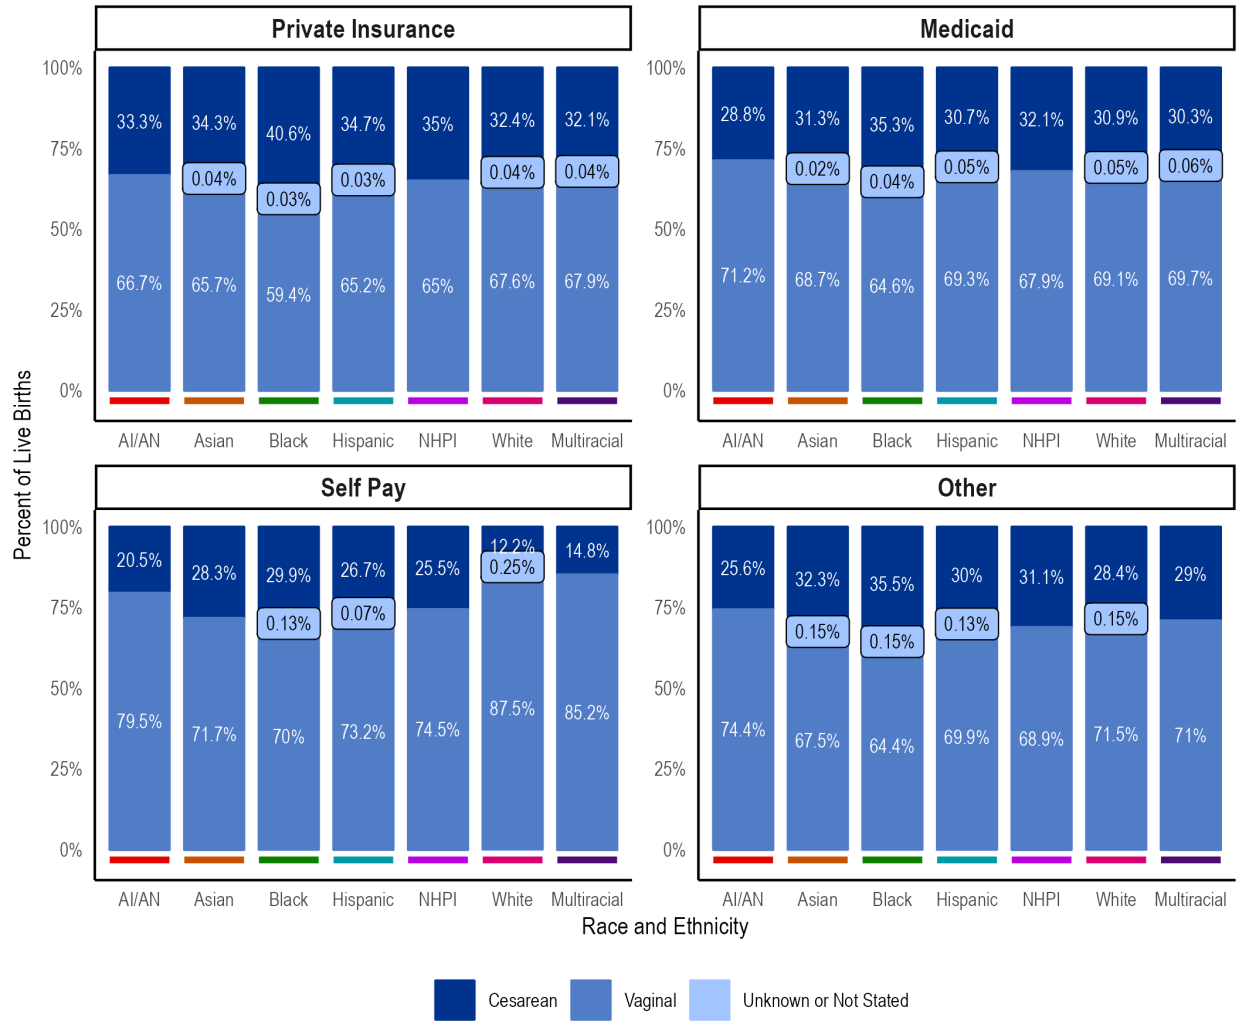 Private Insurance
Medicaid
100%
75%
50%
25%
0%
33.3% 34.3% 40.6% 34.7% 35% 32.4% 32.1%
0.04% 0.03% 0.03% 0.04% 0.04%
66.7% 65.7% 59.4% 65.2% 65% 67.6% 67.9%
AI/AN Asian Black Hispanic NHPI White Multiracial
100%
75%
50%
25%
0%
28.8% 31.3% 35.3% 30.7% 32.1% 30.9% 30.3%
0.02% 0.04% 0.05% 0.05% 0.06%
71.2% 68.7% 64.6% 69.3% 67.9% 69.1% 69.7%
AI/AN Asian Black Hispanic NHPI White Multiracial
Percent of Live Births
Self Pay
Other
100%
75%
50%
25%
0%
20.5% 28.3% 29.9% 26.7% 25.5% 12.2% 14.8%
0.13% 0.07% 0.25%
79.5% 71.7% 70% 73.2% 74.5% 87.5% 85.2%
AI/AN Asian Black Hispanic NHPI White Multiracial
100%
75%
50%
25%
0%
25.6% 32.3% 35.5% 30% 31.1% 28.4% 29%
0.15% 0.15% 0.13% 0.15%
74.4% 67.5% 64.4% 69.9% 68.9% 71.5% 71%
AI/AN Asian Black Hispanic NHPI White Multiracial
Race and Ethnicity
Cesarean Vaginal Unknown or Not Stated